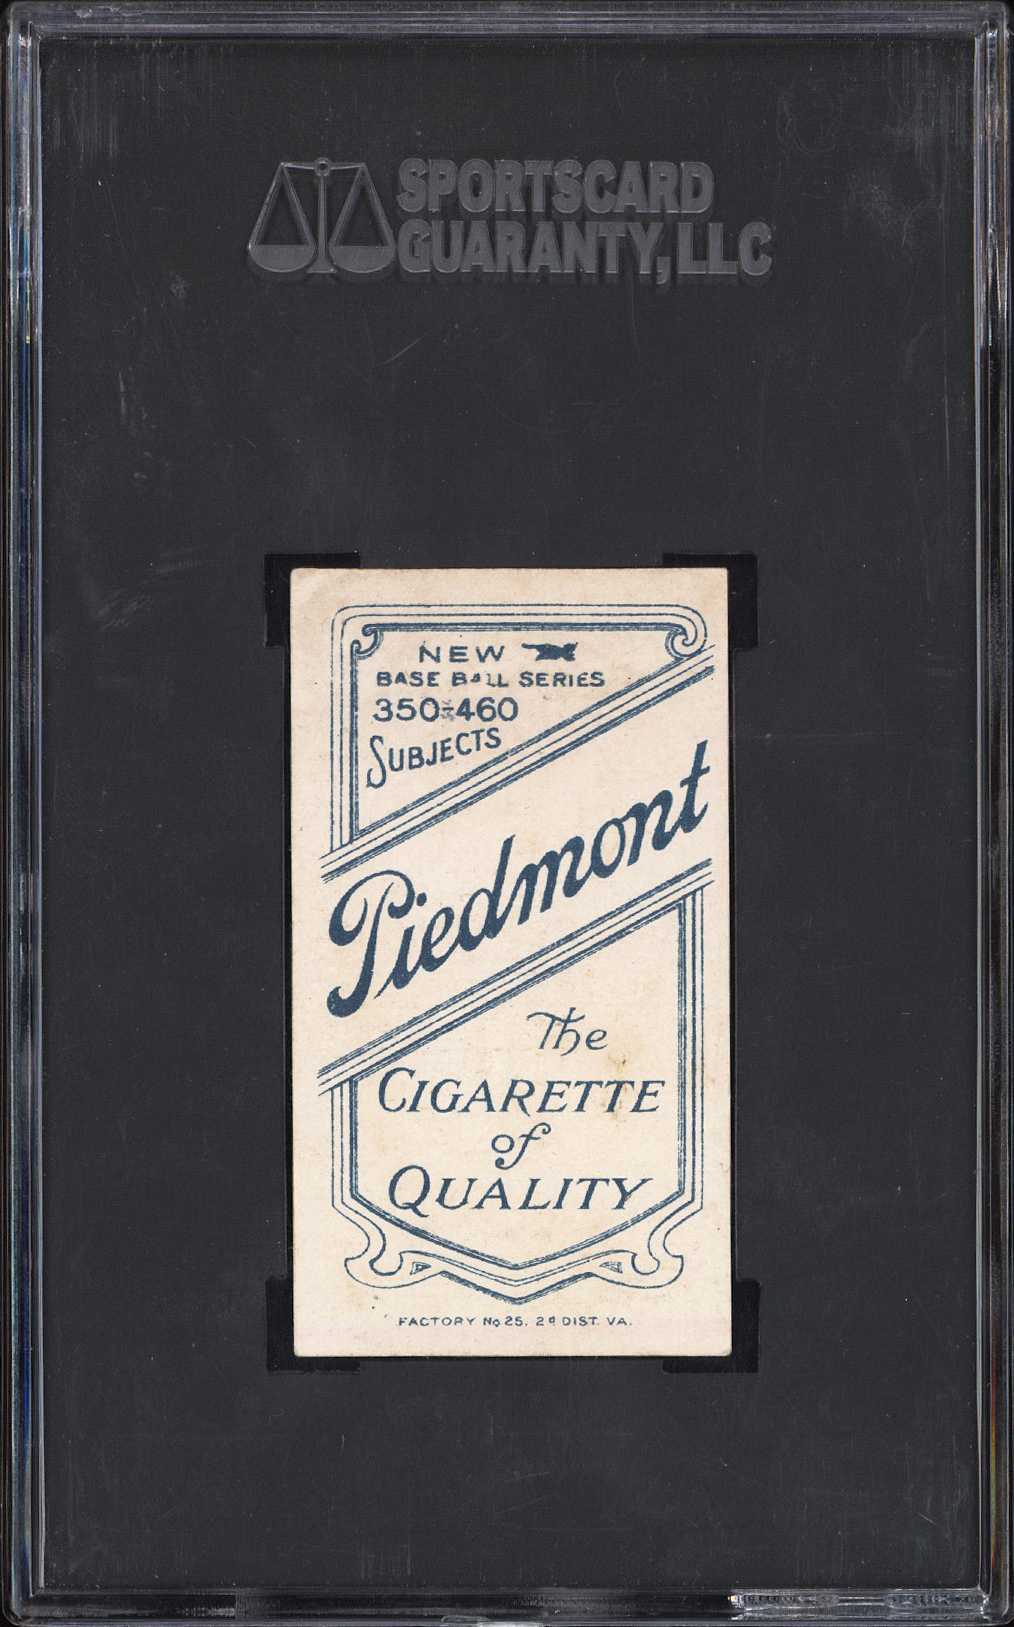 SPORTSCARD
GUARANTY, LLC
NEW
BASE BALL SERIES
350-460
SUBJECTS
Piedmont
The
CIGARETTE
of
QUALITY
FACTORY No 25. 2d DIST. VA.